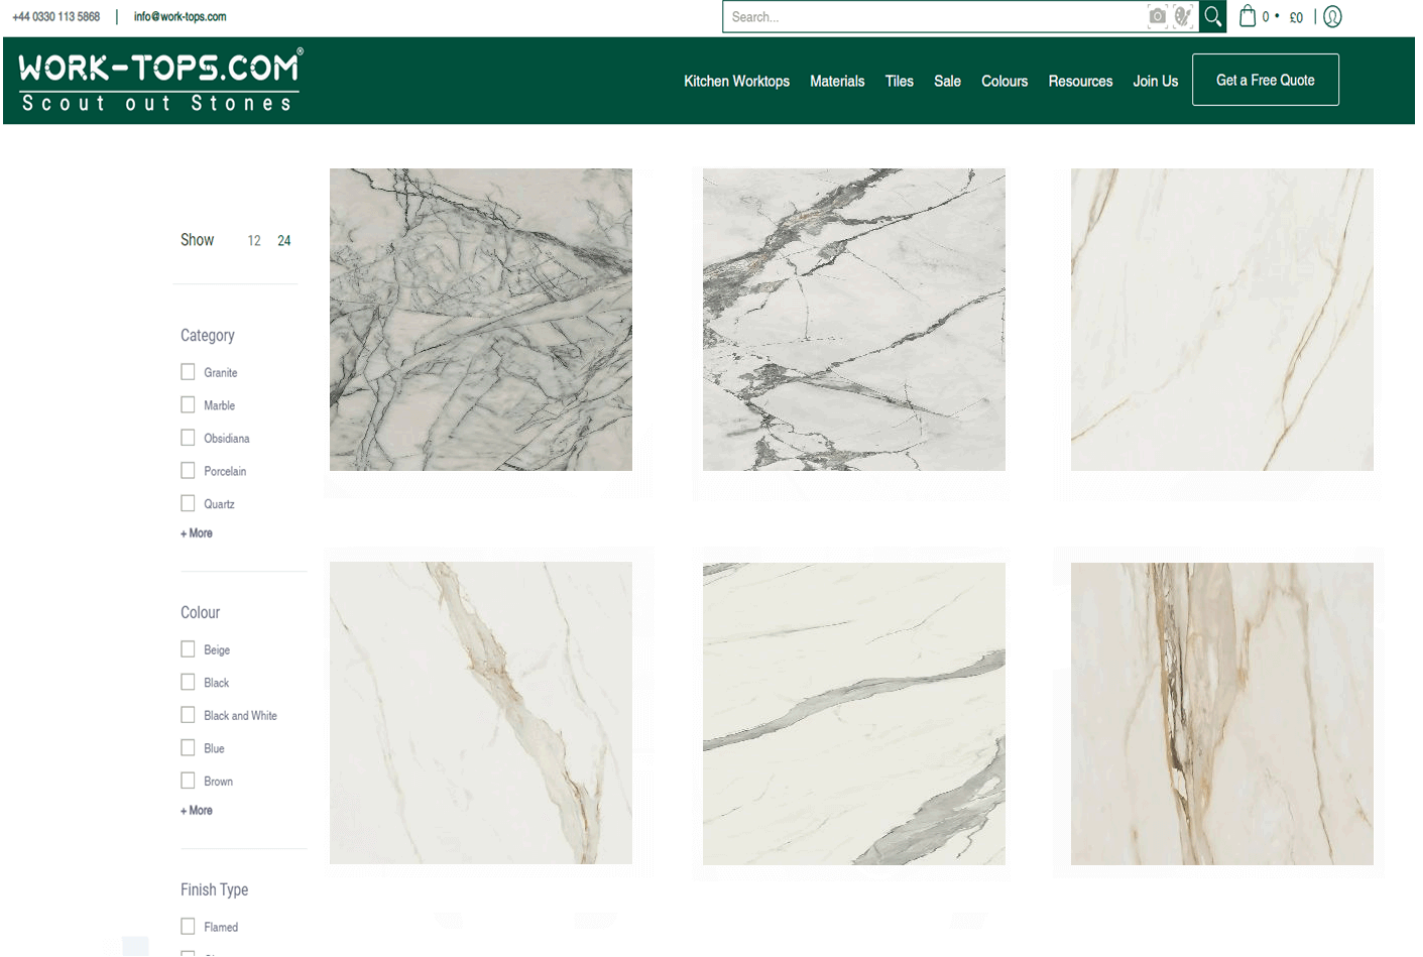 +44 0330 113 5868 | info@work-tops.com
Search...
0 • £0 |
WORK-TOPS.COM®
Scout out Stones
Kitchen Worktops Materials Tiles Sale Colours Resources Join Us Get a Free Quote
Show 12 24
Category
Granite
Marble
Obsidiana
Porcelain
Quartz
+ More
Colour
Beige
Black
Black and White
Blue
Brown
+ More
Finish Type
Flamed